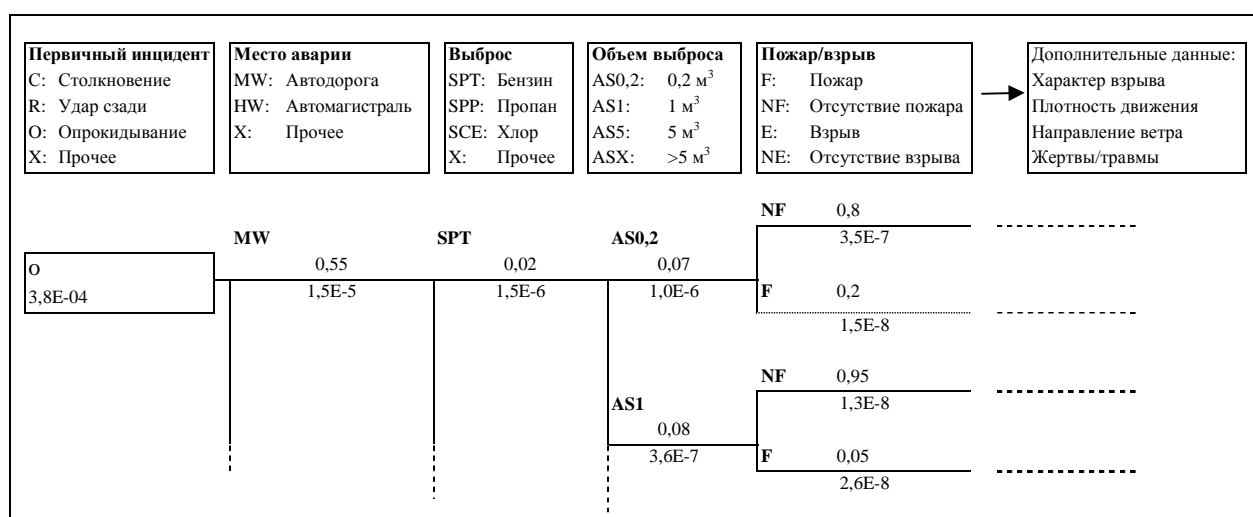 Первичный инцидент
C: Столкновение
R: Удар сзади
O: Опрокидывание
X: Прочее
Место аварии
MW: Автодорога
HW: Автомагистраль
X: Прочее
Выброс
SPT: Бензин
SPP: Пропан
SCE: Хлор
X: Прочее
Объем выброса
AS0,2: 0,2 м³
AS1: 1 м³
AS5: 5 м³
ASX: >5 м³
Пожар/взрыв
F: Пожар
NF: Отсутствие пожара
E: Взрыв
NE: Отсутствие взрыва
Дополнительные данные:
Характер взрыва
Плотность движения
Направление ветра
Жертвы/травмы
NF 0,8
3,5E-7
MW SPT AS0,2
O 0,55 0,02 0,07
3,8E-04 1,5E-5 1,5E-6 1,0E-6
F 0,2
1,5E-8
NF 0,95
1,3E-8
AS1
0,08
3,6E-7
F 0,05
2,6E-8